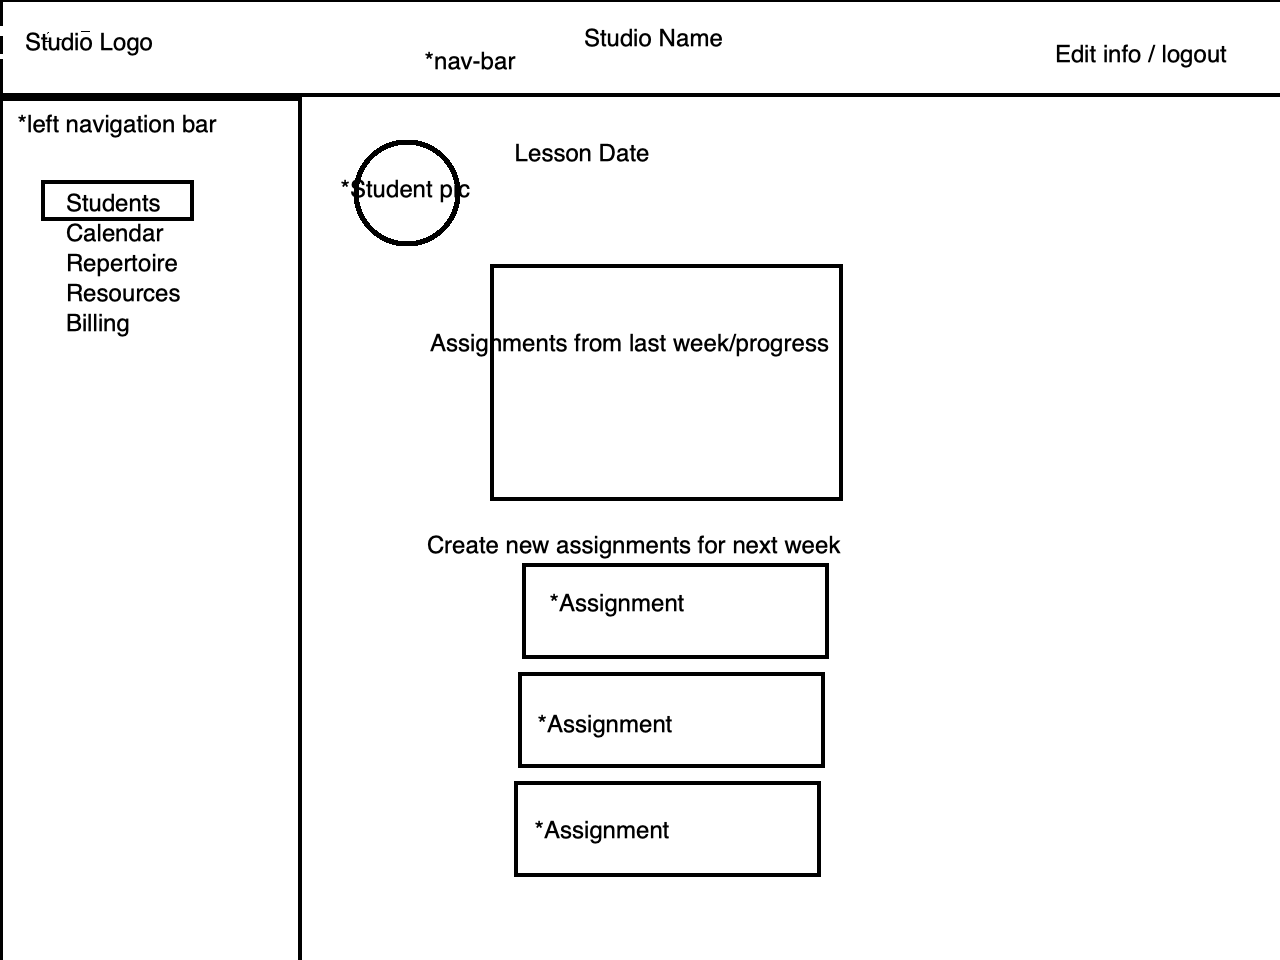 Studio Logo
Studio Name
*nav-bar
Edit info / logout
*left navigation bar
Students
Calendar
Repertoire
Resources
Billing
Lesson Date
*Student pic
Assignments from last week/progress
Create new assignments for next week
*Assignment
*Assignment
*Assignment